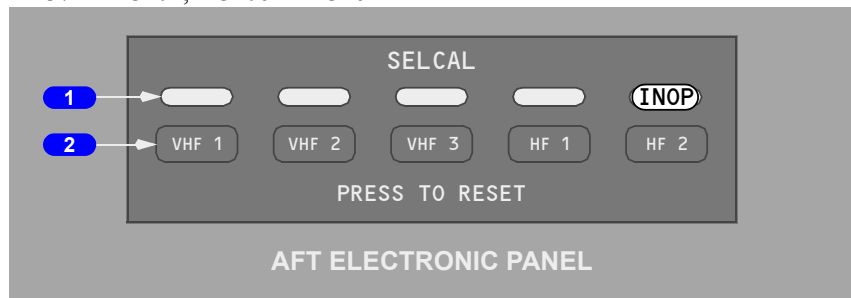 SELCAL
1 INOP
2 VHF 1 VHF 2 VHF 3 HF 1 HF 2
PRESS TO RESET
AFT ELECTRONIC PANEL